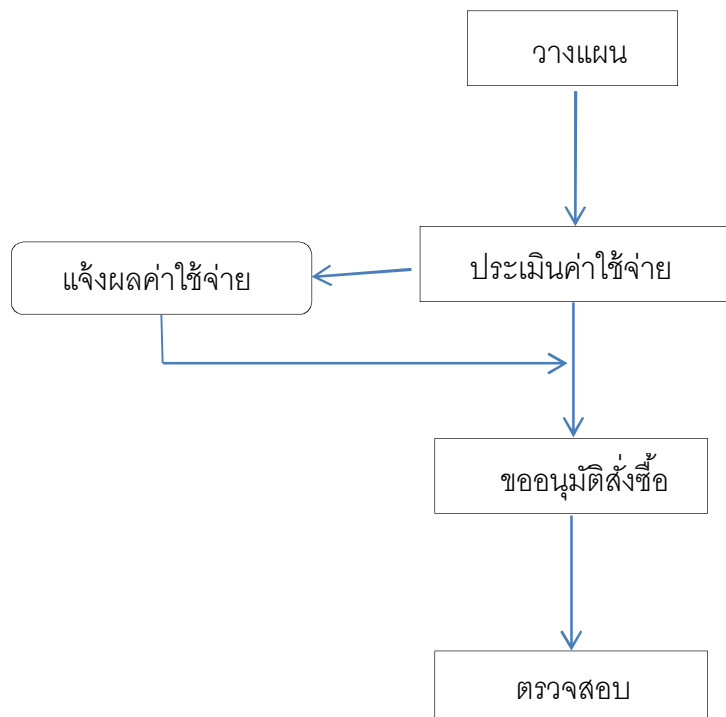 วางแผน
ประเมินค่าใช้จ่าย
แจ้งผลค่าใช้จ่าย
ขออนุมัติสั่งซื้อ
ตรวจสอบ